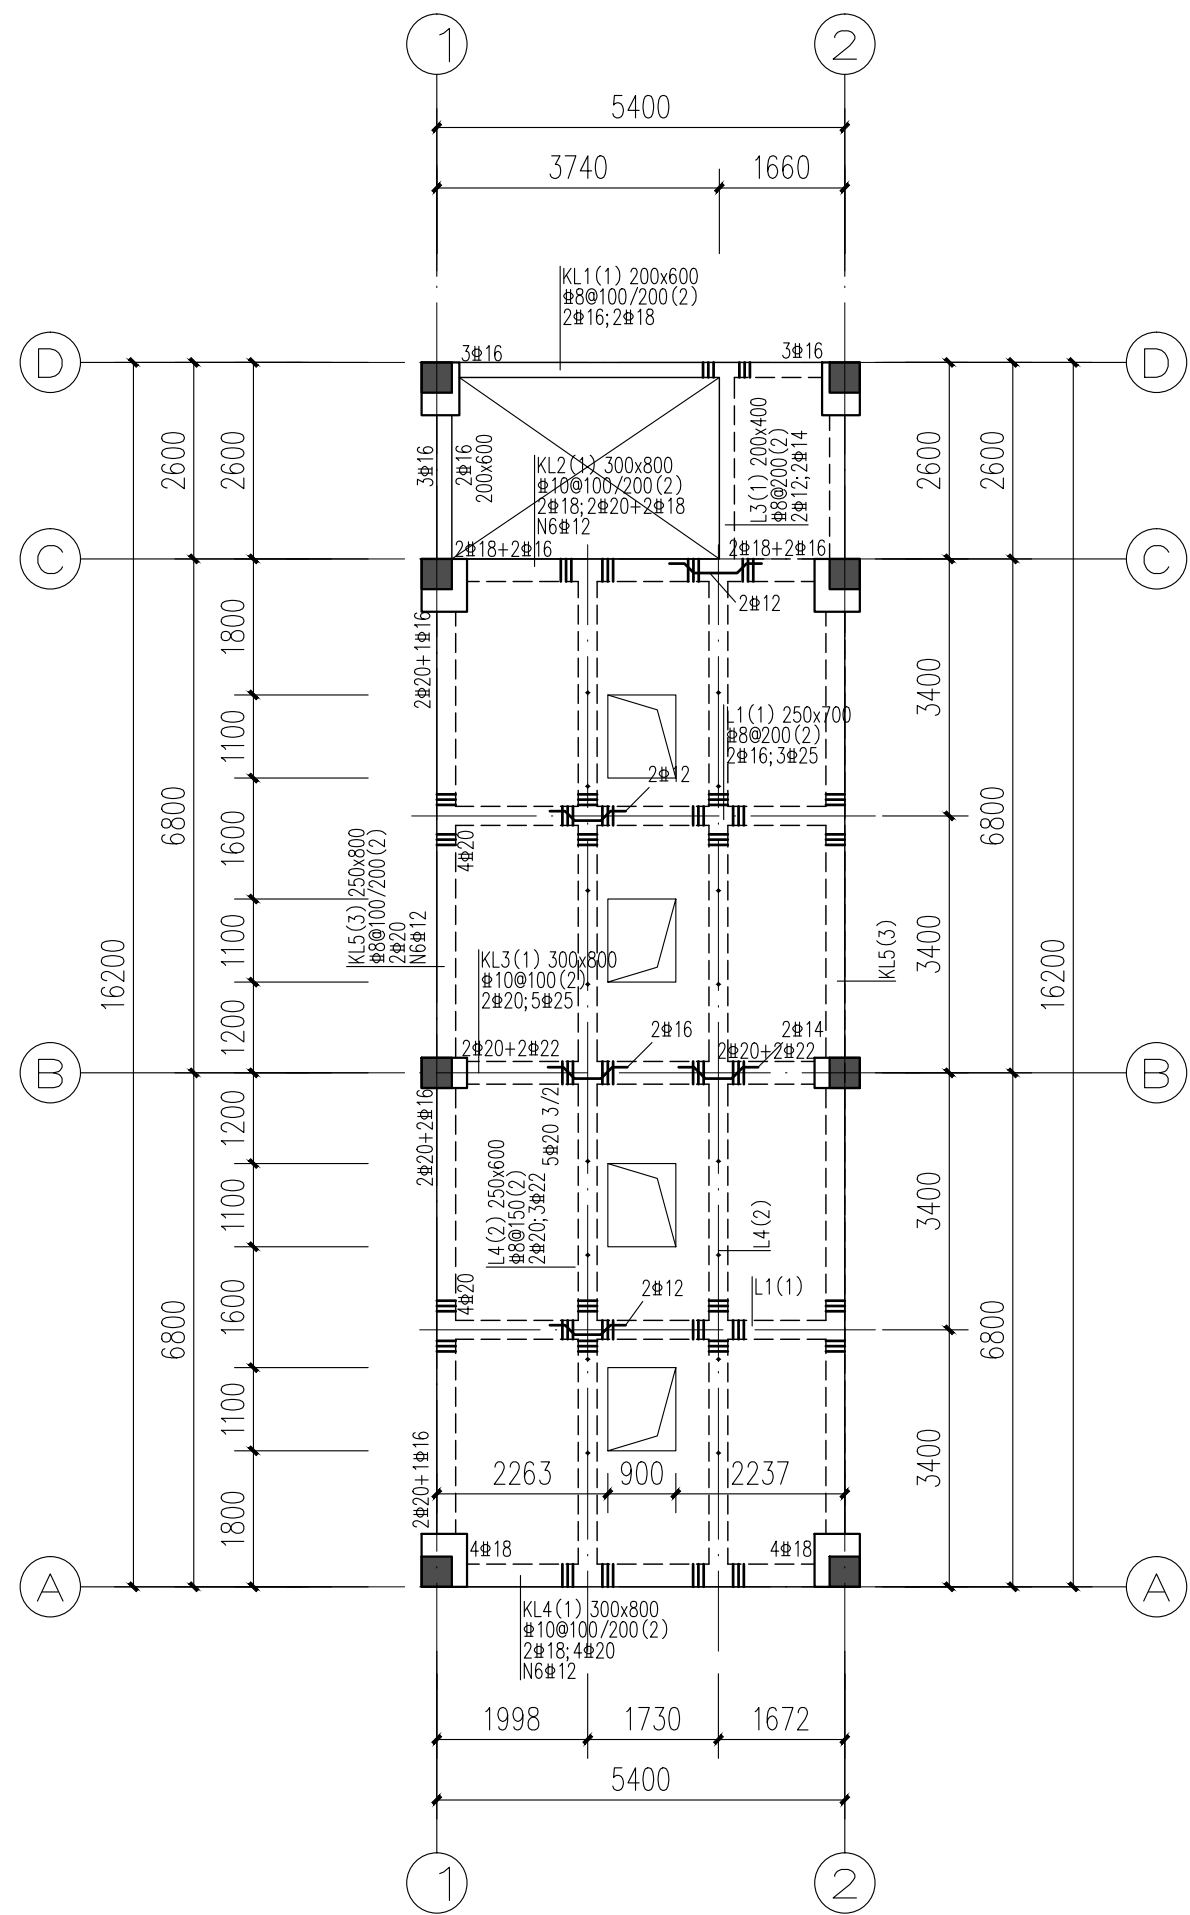 1
2
5400
3740
1660
KL1(1) 200x600
Φ8@100/200(2)
2Φ16;2Φ18
D
3Φ16
3Φ16
D
2600
2600
3Φ16
2Φ16
200x600
KL2(1) 300x800
Φ10@100/200(2)
2Φ18;2Φ20+2Φ18
N6Φ12
L3(1) 200x400
Φ8@200(2)
2Φ12;2Φ14
2600
2600
C
2Φ18+2Φ16
2Φ18+2Φ16
C
2Φ12
2Φ20+1Φ16
1800
3400
L1(1) 250x700
Φ8@200(2)
2Φ16;3Φ25
1100
2Φ12
6800
6800
1600
4Φ20
KL5(3) 250x800
Φ8@100/200(2)
2Φ20
N6Φ12
1100
KL3(1) 300x800
Φ10@100(2)
2Φ20;5Φ25
KL5(3)
3400
16200
16200
1200
2Φ16
2Φ14
2Φ20+2Φ22
2Φ20+2Φ22
B
B
2Φ20+2Φ16
1200
5Φ20 3/2
L4(2) 250x600
Φ8@150(2)
2Φ20;3Φ22
L4(2)
3400
1100
4Φ20
2Φ12
L1(1)
1600
6800
6800
1100
2Φ20+1Φ16
2263
900
2237
3400
1800
4Φ18
4Φ18
A
A
KL4(1) 300x800
Φ10@100/200(2)
2Φ18;4Φ20
N6Φ12
1998
1730
1672
5400
1
2